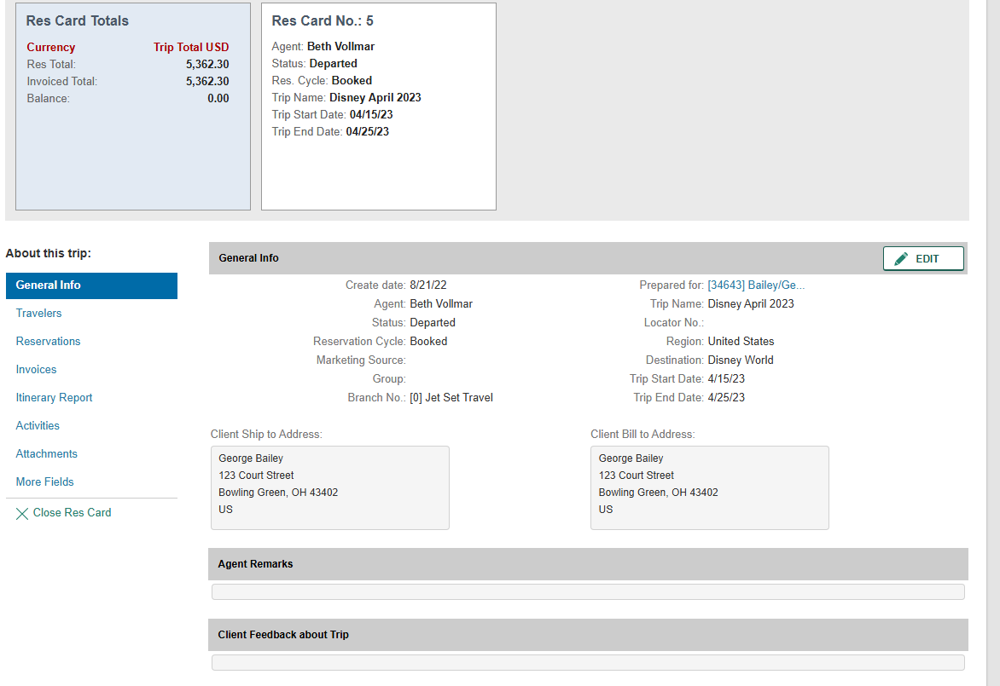 Res Card Totals
Currency Trip Total USD
Res Total: 5,362.30
Invoiced Total: 5,362.30
Balance: 0.00
Res Card No.: 5
Agent: Beth Vollmar
Status: Departed
Res. Cycle: Booked
Trip Name: Disney April 2023
Trip Start Date: 04/15/23
Trip End Date: 04/25/23
About this trip:
General Info
Travelers
Reservations
Invoices
Itinerary Report
Activities
Attachments
More Fields
Close Res Card
General Info
EDIT
Create date: 8/21/22
Agent: Beth Vollmar
Status: Departed
Reservation Cycle: Booked
Marketing Source:
Group:
Branch No.: [0] Jet Set Travel
Prepared for: [34643] Bailey/Ge...
Trip Name: Disney April 2023
Locator No.:
Region: United States
Destination: Disney World
Trip Start Date: 4/15/23
Trip End Date: 4/25/23
Client Ship to Address:
George Bailey
123 Court Street
Bowling Green, OH 43402
US
Client Bill to Address:
George Bailey
123 Court Street
Bowling Green, OH 43402
US
Agent Remarks
Client Feedback about Trip